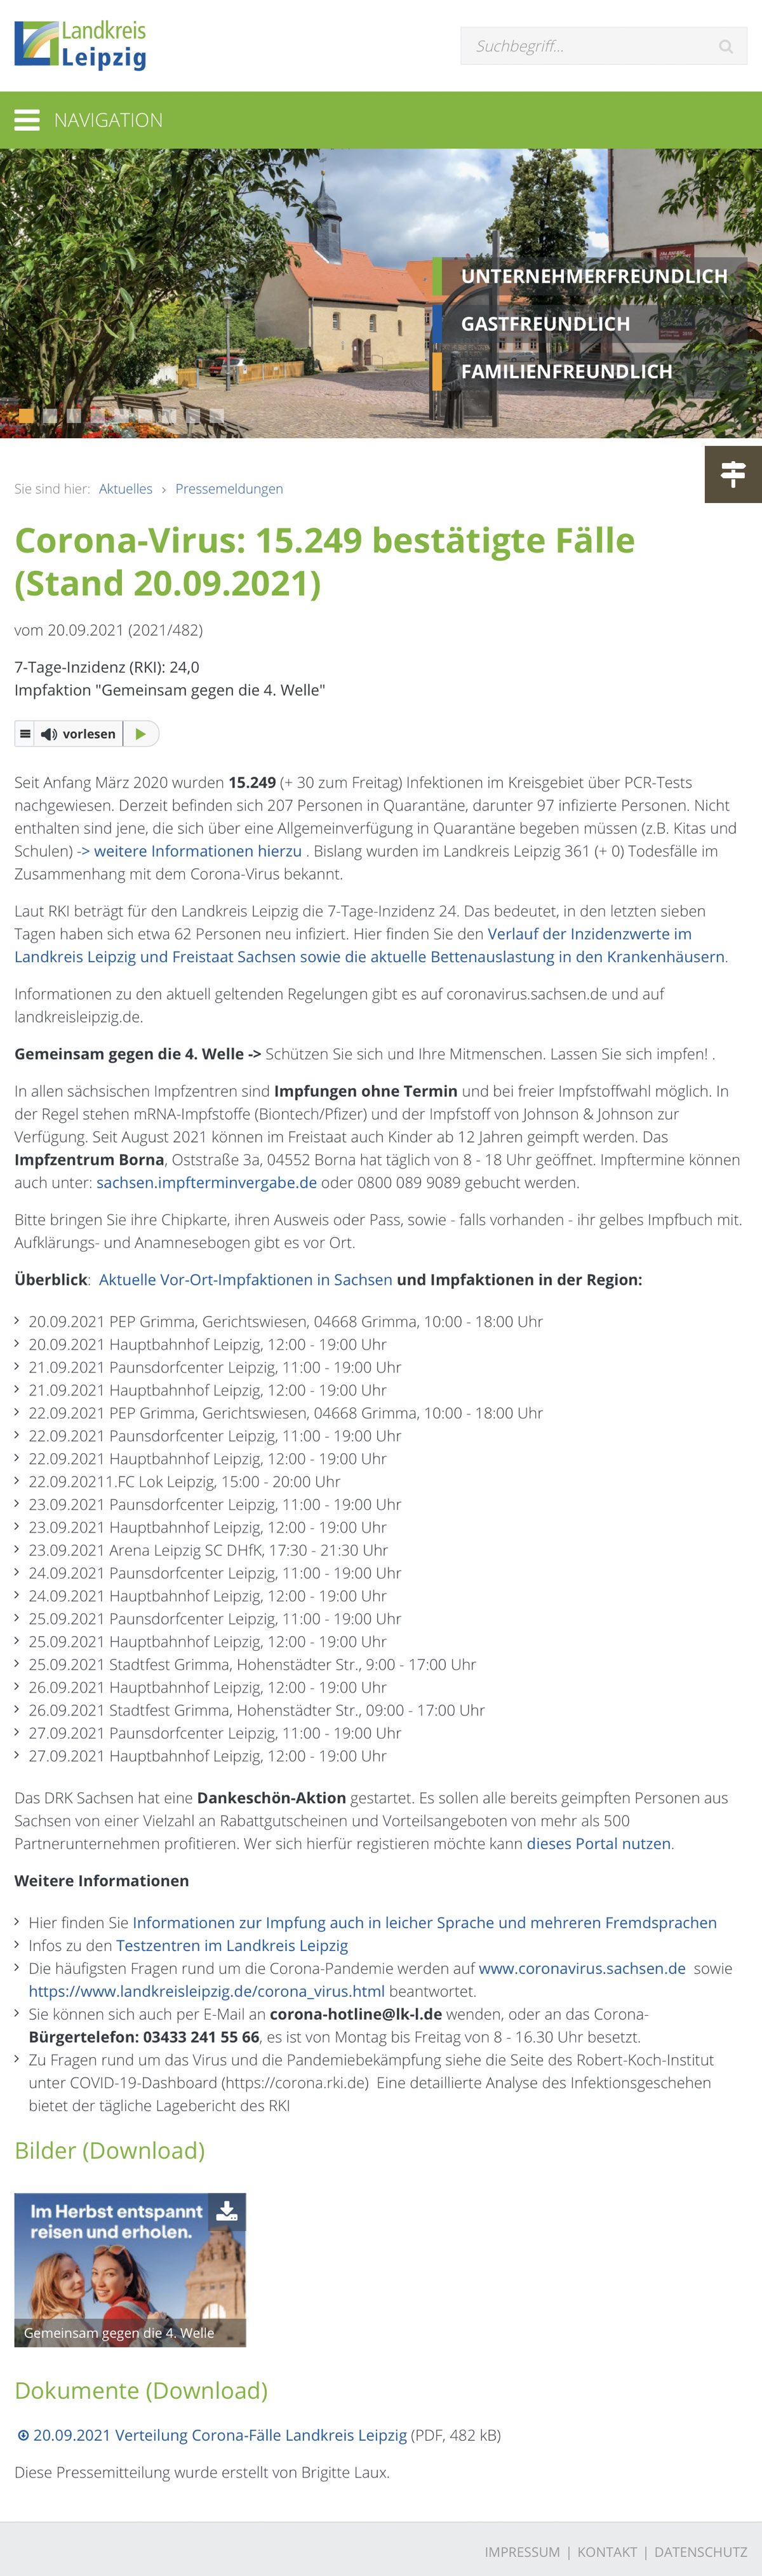 Landkreis
Leipzig
Suchbegriff...
NAVIGATION
UNTERNEHMERFREUNDLICH
GASTFREUNDLICH
FAMILIENFREUNDLICH
Sie sind hier: Aktuelles › Pressemeldungen
Corona-Virus: 15.249 bestätigte Fälle
(Stand 20.09.2021)
vom 20.09.2021 (2021/482)
7-Tage-Inzidenz (RKI): 24,0
Impfaktion "Gemeinsam gegen die 4. Welle"
vorlesen
Seit Anfang März 2020 wurden 15.249 (+ 30 zum Freitag) Infektionen im Kreisgebiet über PCR-Tests
nachgewiesen. Derzeit befinden sich 207 Personen in Quarantäne, darunter 97 infizierte Personen. Nicht
enthalten sind jene, die sich über eine Allgemeinverfügung in Quarantäne begeben müssen (z.B. Kitas und
Schulen) -> weitere Informationen hierzu . Bislang wurden im Landkreis Leipzig 361 (+ 0) Todesfälle im
Zusammenhang mit dem Corona-Virus bekannt.
Laut RKI beträgt für den Landkreis Leipzig die 7-Tage-Inzidenz 24. Das bedeutet, in den letzten sieben
Tagen haben sich etwa 62 Personen neu infiziert. Hier finden Sie den Verlauf der Inzidenzwerte im
Landkreis Leipzig und Freistaat Sachsen sowie die aktuelle Bettenauslastung in den Krankenhäusern.
Informationen zu den aktuell geltenden Regelungen gibt es auf coronavirus.sachsen.de und auf
landkreisleipzig.de.
Gemeinsam gegen die 4. Welle -> Schützen Sie sich und Ihre Mitmenschen. Lassen Sie sich impfen! .
In allen sächsischen Impfzentren sind Impfungen ohne Termin und bei freier Impfstoffwahl möglich. In
der Regel stehen mRNA-Impfstoffe (Biontech/Pfizer) und der Impfstoff von Johnson & Johnson zur
Verfügung. Seit August 2021 können im Freistaat auch Kinder ab 12 Jahren geimpft werden. Das
Impfzentrum Borna, Oststraße 3a, 04552 Borna hat täglich von 8 - 18 Uhr geöffnet. Impftermine können
auch unter: sachsen.impfterminvergabe.de oder 0800 089 9089 gebucht werden.
Bitte bringen Sie ihre Chipkarte, ihren Ausweis oder Pass, sowie - falls vorhanden - ihr gelbes Impfbuch mit.
Aufklärungs- und Anamnesebogen gibt es vor Ort.
Überblick: Aktuelle Vor-Ort-Impfaktionen in Sachsen und Impfaktionen in der Region:
20.09.2021 PEP Grimma, Gerichtswiesen, 04668 Grimma, 10:00 - 18:00 Uhr
20.09.2021 Hauptbahnhof Leipzig, 12:00 - 19:00 Uhr
21.09.2021 Paunsdorfcenter Leipzig, 11:00 - 19:00 Uhr
21.09.2021 Hauptbahnhof Leipzig, 12:00 - 19:00 Uhr
22.09.2021 PEP Grimma, Gerichtswiesen, 04668 Grimma, 10:00 - 18:00 Uhr
22.09.2021 Paunsdorfcenter Leipzig, 11:00 - 19:00 Uhr
22.09.2021 Hauptbahnhof Leipzig, 12:00 - 19:00 Uhr
22.09.20211.FC Lok Leipzig, 15:00 - 20:00 Uhr
23.09.2021 Paunsdorfcenter Leipzig, 11:00 - 19:00 Uhr
23.09.2021 Hauptbahnhof Leipzig, 12:00 - 19:00 Uhr
23.09.2021 Arena Leipzig SC DHfK, 17:30 - 21:30 Uhr
24.09.2021 Paunsdorfcenter Leipzig, 11:00 - 19:00 Uhr
24.09.2021 Hauptbahnhof Leipzig, 12:00 - 19:00 Uhr
25.09.2021 Paunsdorfcenter Leipzig, 11:00 - 19:00 Uhr
25.09.2021 Hauptbahnhof Leipzig, 12:00 - 19:00 Uhr
25.09.2021 Stadtfest Grimma, Hohenstädter Str., 9:00 - 17:00 Uhr
26.09.2021 Hauptbahnhof Leipzig, 12:00 - 19:00 Uhr
26.09.2021 Stadtfest Grimma, Hohenstädter Str., 09:00 - 17:00 Uhr
27.09.2021 Paunsdorfcenter Leipzig, 11:00 - 19:00 Uhr
27.09.2021 Hauptbahnhof Leipzig, 12:00 - 19:00 Uhr
Das DRK Sachsen hat eine Dankeschön-Aktion gestartet. Es sollen alle bereits geimpften Personen aus
Sachsen von einer Vielzahl an Rabattgutscheinen und Vorteilsangeboten von mehr als 500
Partnerunternehmen profitieren. Wer sich hierfür registieren möchte kann dieses Portal nutzen.
Weitere Informationen
Hier finden Sie Informationen zur Impfung auch in leicher Sprache und mehreren Fremdsprachen
Infos zu den Testzentren im Landkreis Leipzig
Die häufigsten Fragen rund um die Corona-Pandemie werden auf www.coronavirus.sachsen.de sowie
https://www.landkreisleipzig.de/corona_virus.html beantwortet.
Sie können sich auch per E-Mail an corona-hotline@lk-l.de wenden, oder an das Corona-
Bürgertelefon: 03433 241 55 66, es ist von Montag bis Freitag von 8 - 16.30 Uhr besetzt.
Zu Fragen rund um das Virus und die Pandemiebekämpfung siehe die Seite des Robert-Koch-Institut
unter COVID-19-Dashboard (https://corona.rki.de) Eine detaillierte Analyse des Infektionsgeschehen
bietet der tägliche Lagebericht des RKI
Bilder (Download)
Im Herbst entspannt
reisen und erholen.
Gemeinsam gegen die 4. Welle
Dokumente (Download)
20.09.2021 Verteilung Corona-Fälle Landkreis Leipzig (PDF, 482 kB)
Diese Pressemitteilung wurde erstellt von Brigitte Laux.
IMPRESSUM | KONTAKT | DATENSCHUTZ